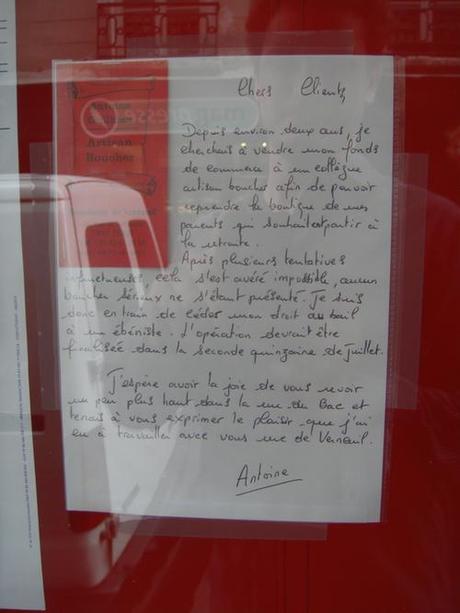 Chers Clients,
Antoine
Artisan
Boucher
Depuis environ deux ans, je
cherchais à vendre mon fonds
de commerce à un collègue
artisan boucher afin de pouvoir
reprendre la boutique de mes
parents qui souhaitent partir à
la retraite.
Après plusieurs tentatives
infructueuses cela s'est avéré impossible, aucun
boucher sérieux ne s'étant présenté. Je suis
donc en train de céder mon droit au bail
à un ébéniste. L'opération devrait être
finalisée dans la seconde quinzaine de Juillet.
J'espère avoir la joie de vous revoir
un peu plus haut dans la rue du Bac et
tenais à vous exprimer le plaisir que j'ai
eu à travailler avec vous rue de Verneuil.
Antoine